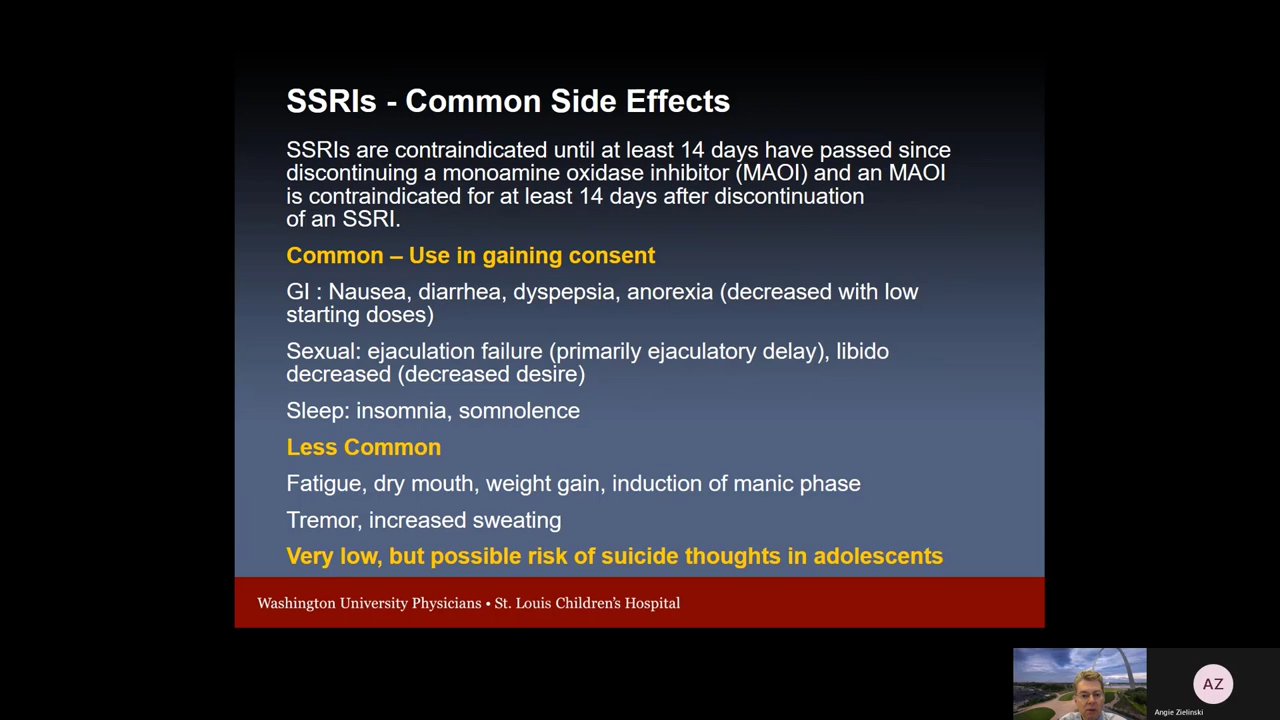 SSRIs - Common Side Effects
SSRIs are contraindicated until at least 14 days have passed since
discontinuing a monoamine oxidase inhibitor (MAOI) and an MAOI
is contraindicated for at least 14 days after discontinuation
of an SSRI.
Common – Use in gaining consent
GI : Nausea, diarrhea, dyspepsia, anorexia (decreased with low
starting doses)
Sexual: ejaculation failure (primarily ejaculatory delay), libido
decreased (decreased desire)
Sleep: insomnia, somnolence
Less Common
Fatigue, dry mouth, weight gain, induction of manic phase
Tremor, increased sweating
Very low, but possible risk of suicide thoughts in adolescents
Washington University Physicians • St. Louis Children's Hospital
AZ
Angie Zielinski